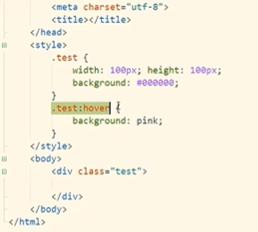 <meta charset="utf-8">
<title></title>
</head>
<style>
.test {
width: 100px; height: 100px;
background: #000000;
}
.test:hover {
background: pink;
}
</style>
<body>
<div class="test">
</div>
</body>
</html>